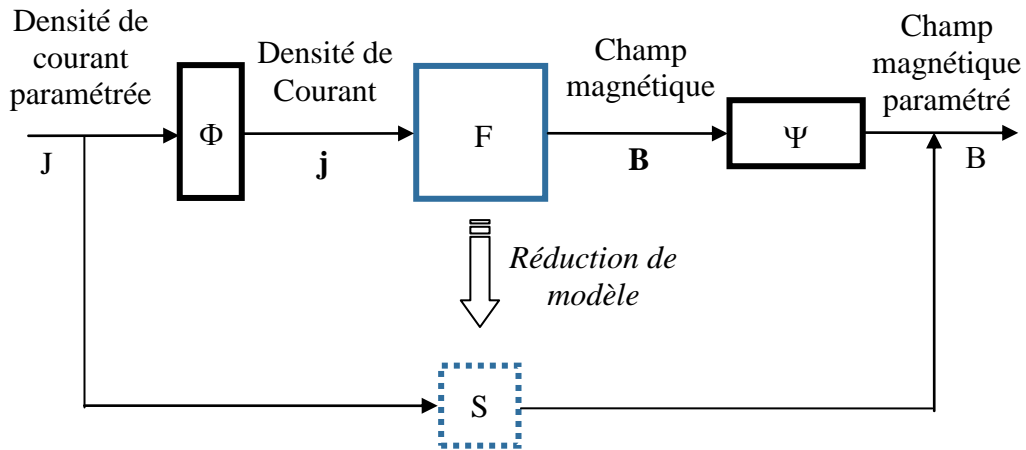 Densité de
courant
paramétrée
J
Φ
Densité de
Courant
j
F
Champ
magnétique
B
Ψ
Champ
magnétique
paramétré
B
Réduction de
modèle
S